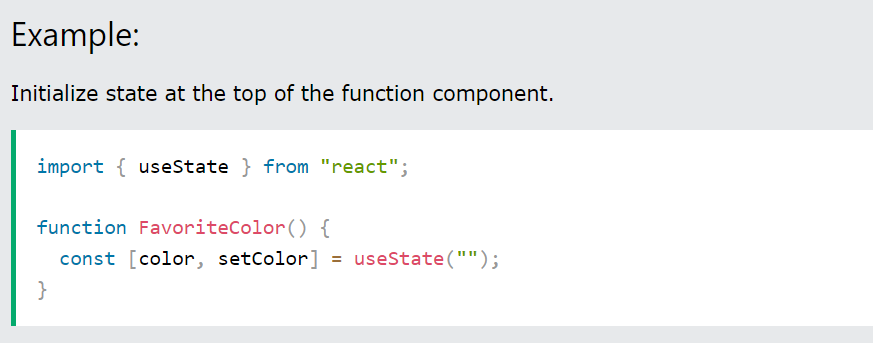 Example:
Initialize state at the top of the function component.
import { useState } from "react";
function FavoriteColor() {
  const [color, setColor] = useState("");
}